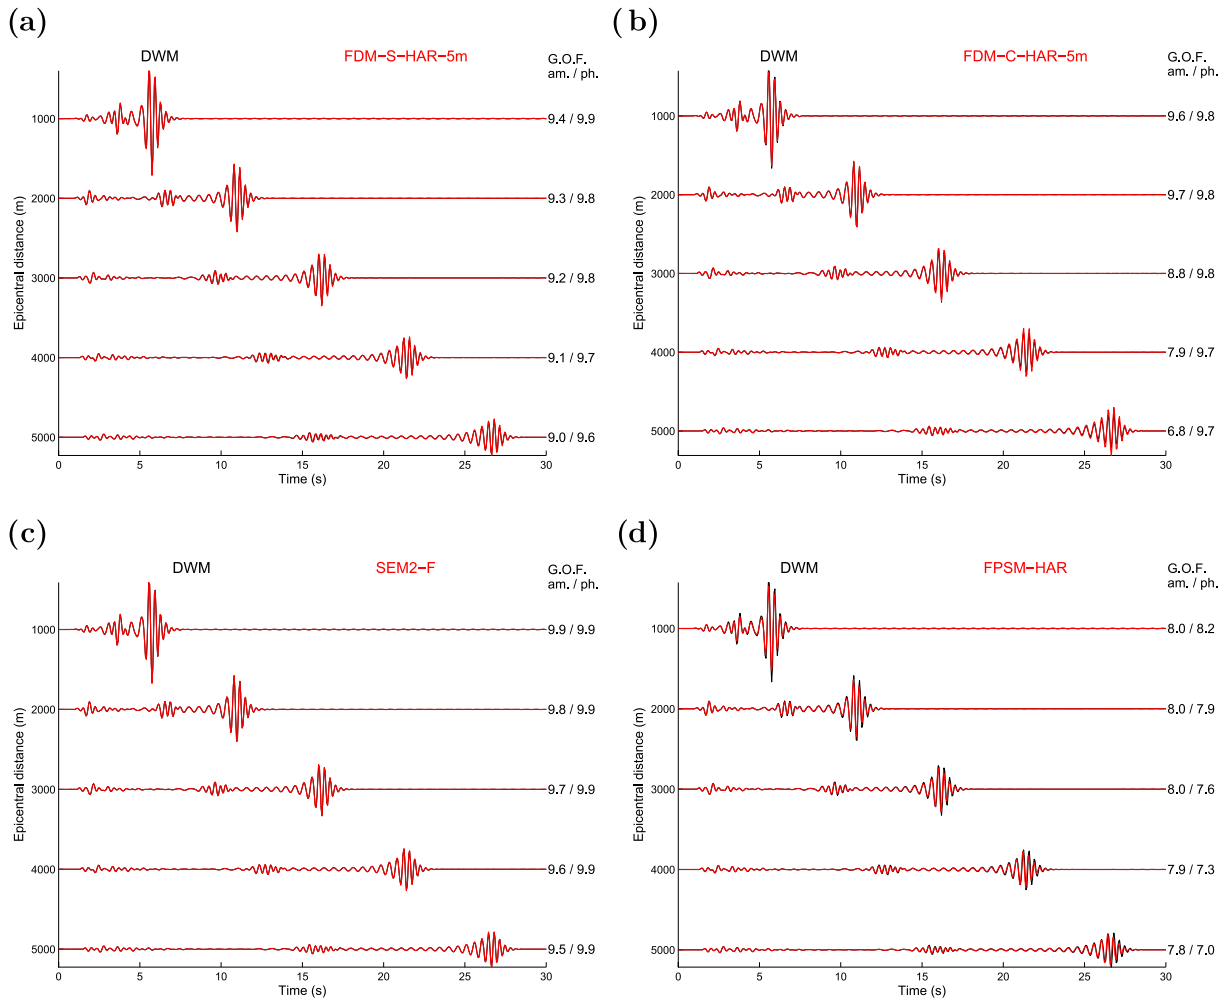 (a)
DWM FDM-S-HAR-5m G.O.F.
am. / ph.
1000 9.4 / 9.9
2000 9.3 / 9.8
3000 9.2 / 9.8
4000 9.1 / 9.7
5000 9.0 / 9.6
Epicentral distance (m)
0 5 10 15 20 25 30
Time (s)
(b)
DWM FDM-C-HAR-5m G.O.F.
am. / ph.
1000 9.6 / 9.8
2000 9.7 / 9.8
3000 8.8 / 9.8
4000 7.9 / 9.7
5000 6.8 / 9.7
Epicentral distance (m)
0 5 10 15 20 25 30
Time (s)
(c)
DWM SEM2-F G.O.F.
am. / ph.
1000 9.9 / 9.9
2000 9.8 / 9.9
3000 9.7 / 9.9
4000 9.6 / 9.9
5000 9.5 / 9.9
Epicentral distance (m)
0 5 10 15 20 25 30
Time (s)
(d)
DWM FPSM-HAR G.O.F.
am. / ph.
1000 8.0 / 8.2
2000 8.0 / 7.9
3000 8.0 / 7.6
4000 7.9 / 7.3
5000 7.8 / 7.0
Epicentral distance (m)
0 5 10 15 20 25 30
Time (s)